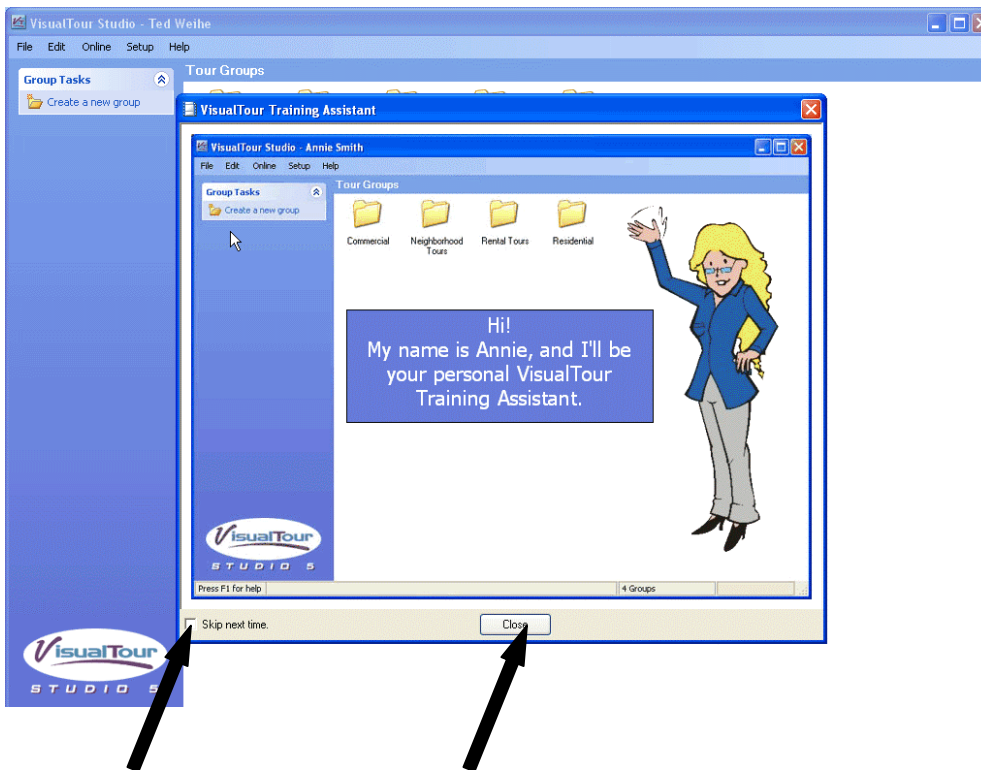 VisualTour Studio - Ted Weihe
File Edit Online Setup Help
Group Tasks
Create a new group
Tour Groups
VisualTour Training Assistant
VisualTour Studio - Annie Smith
File Edit Online Setup Help
Group Tasks
Create a new group
Tour Groups
Commercial
Neighborhood
Tours
Rental Tours
Residential
Hi!
My name is Annie, and I'll be
your personal VisualTour
Training Assistant.
VisualTour
STUDIO 5
Press F1 for help
4 Groups
Skip next time.
Close
VisualTour
STUDIO 5